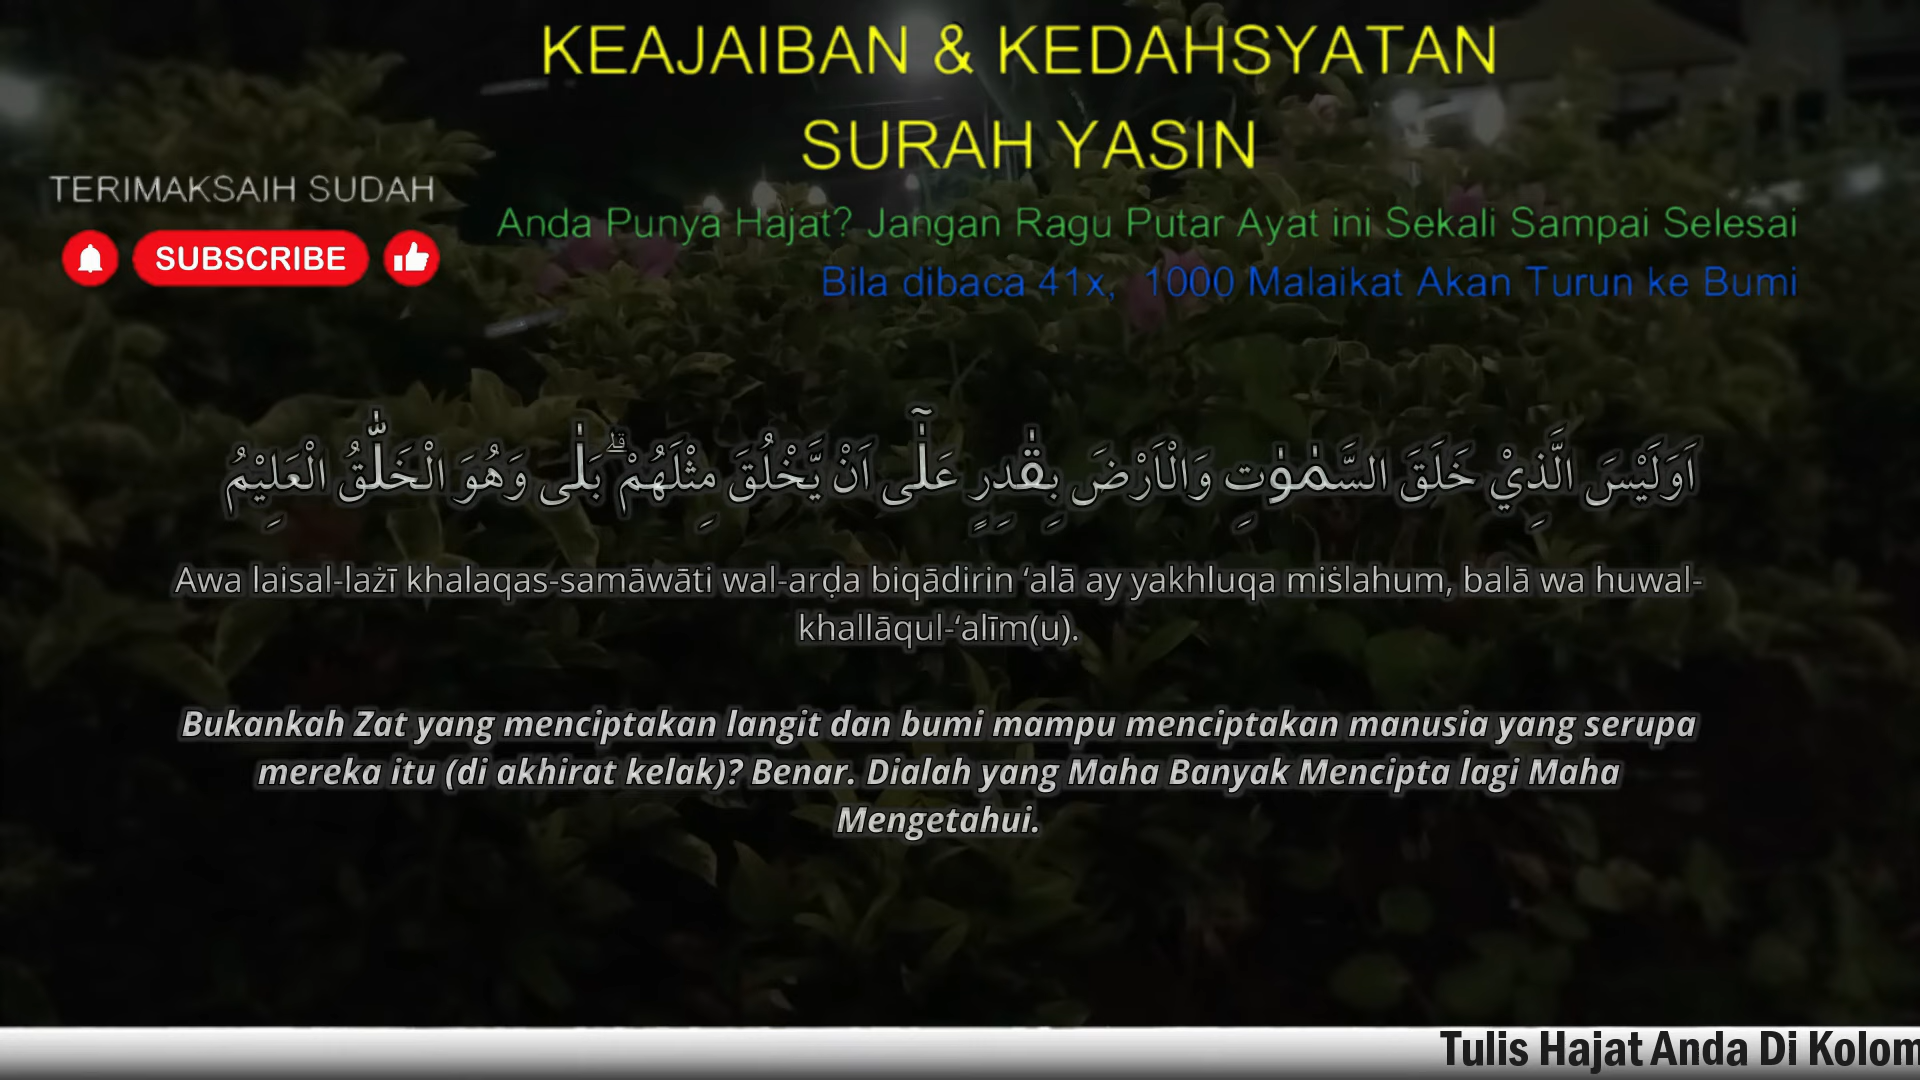 KEAJAIBAN & KEDAHSYATAN
SURAH YASIN
TERIMAKSAIH SUDAH
SUBSCRIBE
Anda Punya Hajat? Jangan Ragu Putar Ayat ini Sekali Sampai Selesai
Bila dibaca 41x, 1000 Malaikat Akan Turun ke Bumi
اَوَلَيْسَ الَّذِيْ خَلَقَ السَّمٰوٰتِ وَالْاَرْضَ بِقٰدِرٍ عَلٰٓى اَنْ يَّخْلُقَ مِثْلَهُمْ ۗبَلٰى وَهُوَ الْخَلّٰقُ الْعَلِيْمُ
Awa laisal-lażī khalaqas-samāwāti wal-arḍa biqādirin ‘alā ay yakhluqa miṡlahum, balā wa huwal-
khallāqul-‘alīm(u).
Bukankah Zat yang menciptakan langit dan bumi mampu menciptakan manusia yang serupa
mereka itu (di akhirat kelak)? Benar. Dialah yang Maha Banyak Mencipta lagi Maha
Mengetahui.
Tulis Hajat Anda Di Kolom